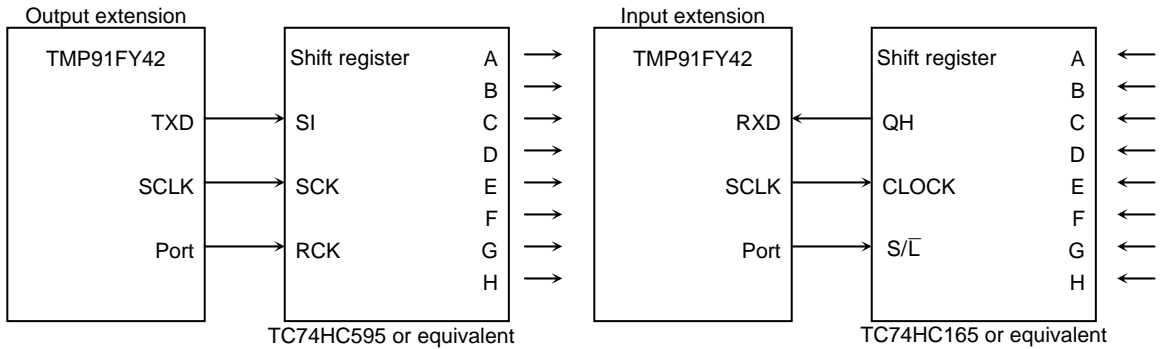 Output extension
TMP91FY42
TXD
SCLK
Port
Shift register
SI
SCK
RCK
A
B
C
D
E
F
G
H
TC74HC595 or equivalent
Input extension
TMP91FY42
RXD
SCLK
Port
Shift register
QH
CLOCK
S/L̅
A
B
C
D
E
F
G
H
TC74HC165 or equivalent